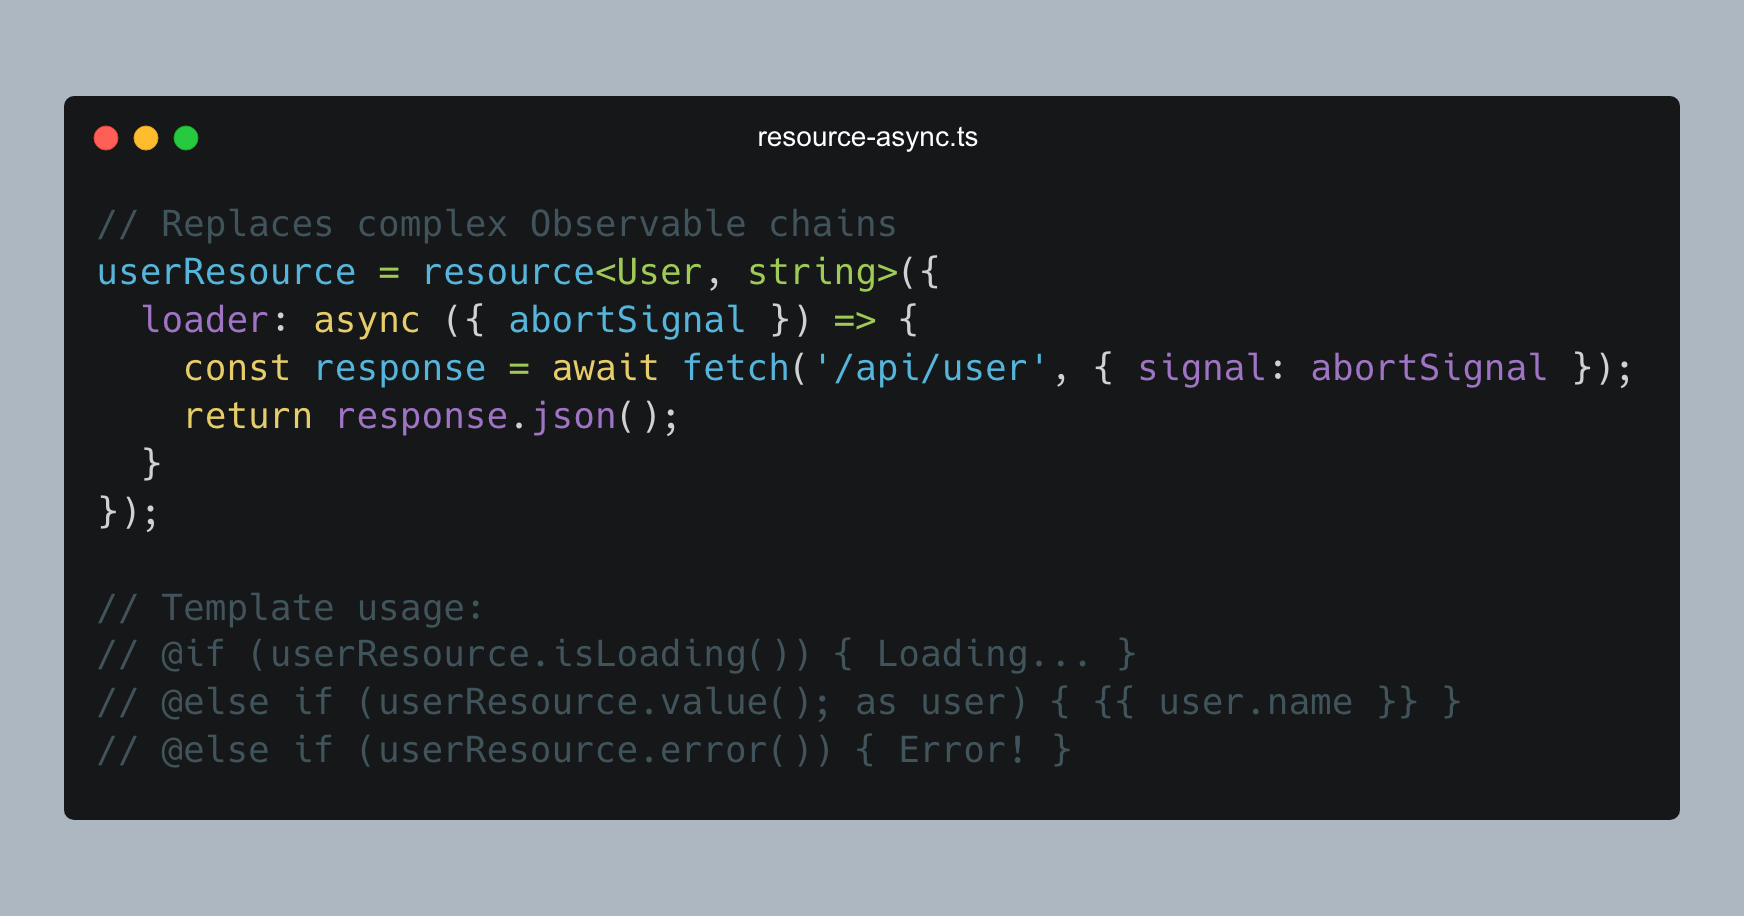 resource-async.ts
// Replaces complex Observable chains
userResource = resource<User, string>({
  loader: async ({ abortSignal }) => {
    const response = await fetch('/api/user', { signal: abortSignal });
    return response.json();
  }
});
// Template usage:
// @if (userResource.isLoading()) { Loading... }
// @else if (userResource.value(); as user) { {{ user.name }} }
// @else if (userResource.error()) { Error! }